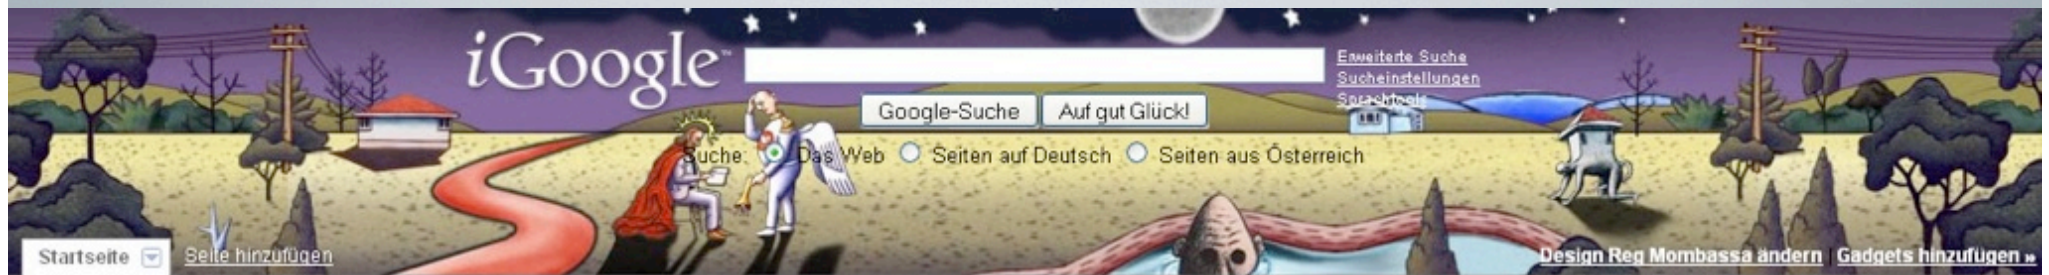 iGoogle™
Erweiterte Suche
Sucheinstellungen
Sprachtools
Google-Suche
Auf gut Glück!
Suche: Das Web Seiten auf Deutsch Seiten aus Österreich
Startseite
Seite hinzufügen
Design Reg Mombassa ändern | Gadgets hinzufügen »